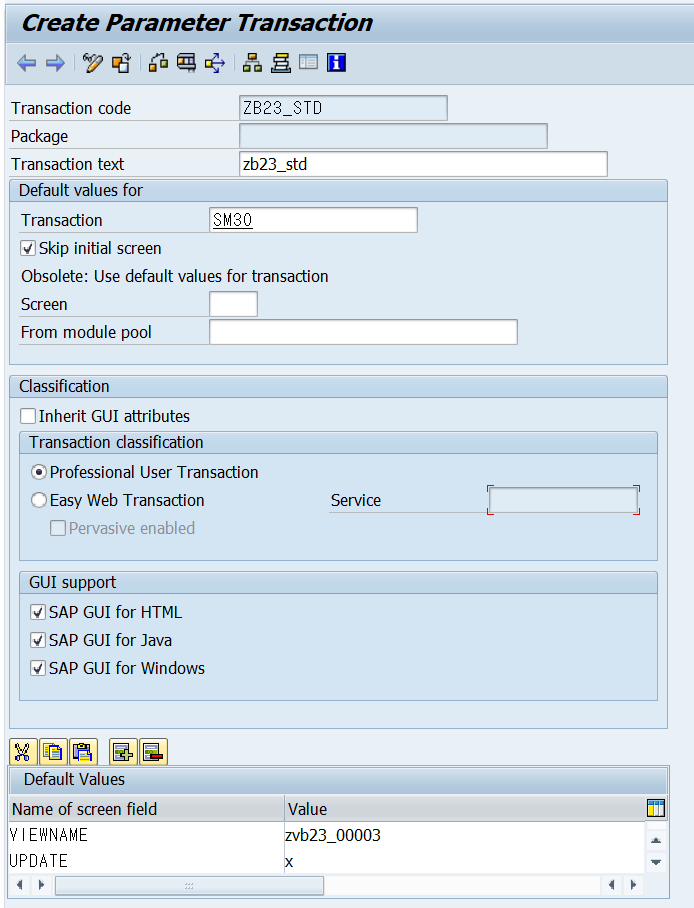 Create Parameter Transaction
Transaction code ZB23_STD
Package
Transaction text zb23_std
Default values for
Transaction SM30
Skip initial screen
Obsolete: Use default values for transaction
Screen
From module pool
Classification
Inherit GUI attributes
Transaction classification
Professional User Transaction
Easy Web Transaction Service
Pervasive enabled
GUI support
SAP GUI for HTML
SAP GUI for Java
SAP GUI for Windows
Default Values
Name of screen field Value
VIEWNAME zvb23_00003
UPDATE x